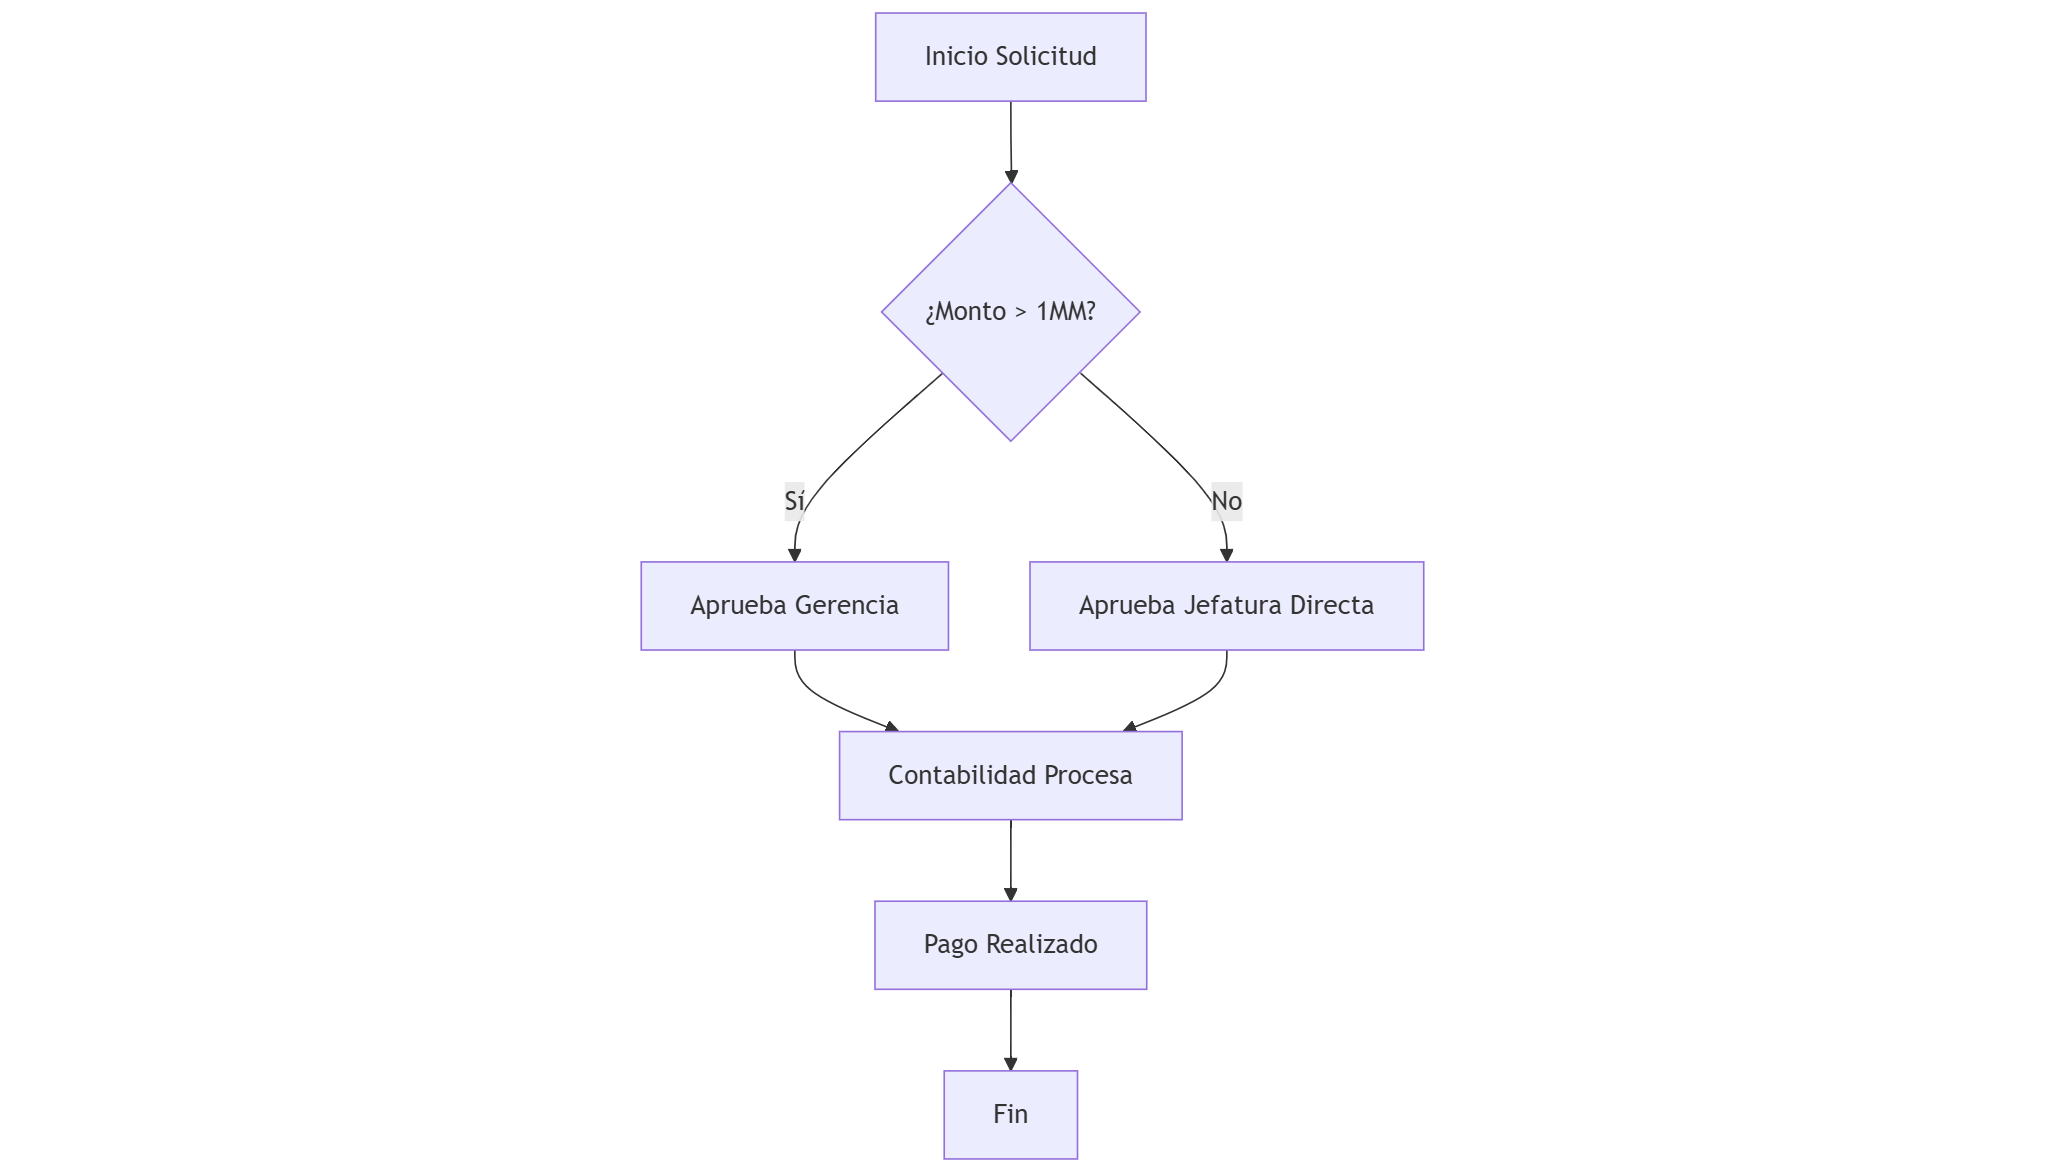 Inicio Solicitud
¿Monto > 1MM?
Sí
No
Aprueba Gerencia
Aprueba Jefatura Directa
Contabilidad Procesa
Pago Realizado
Fin